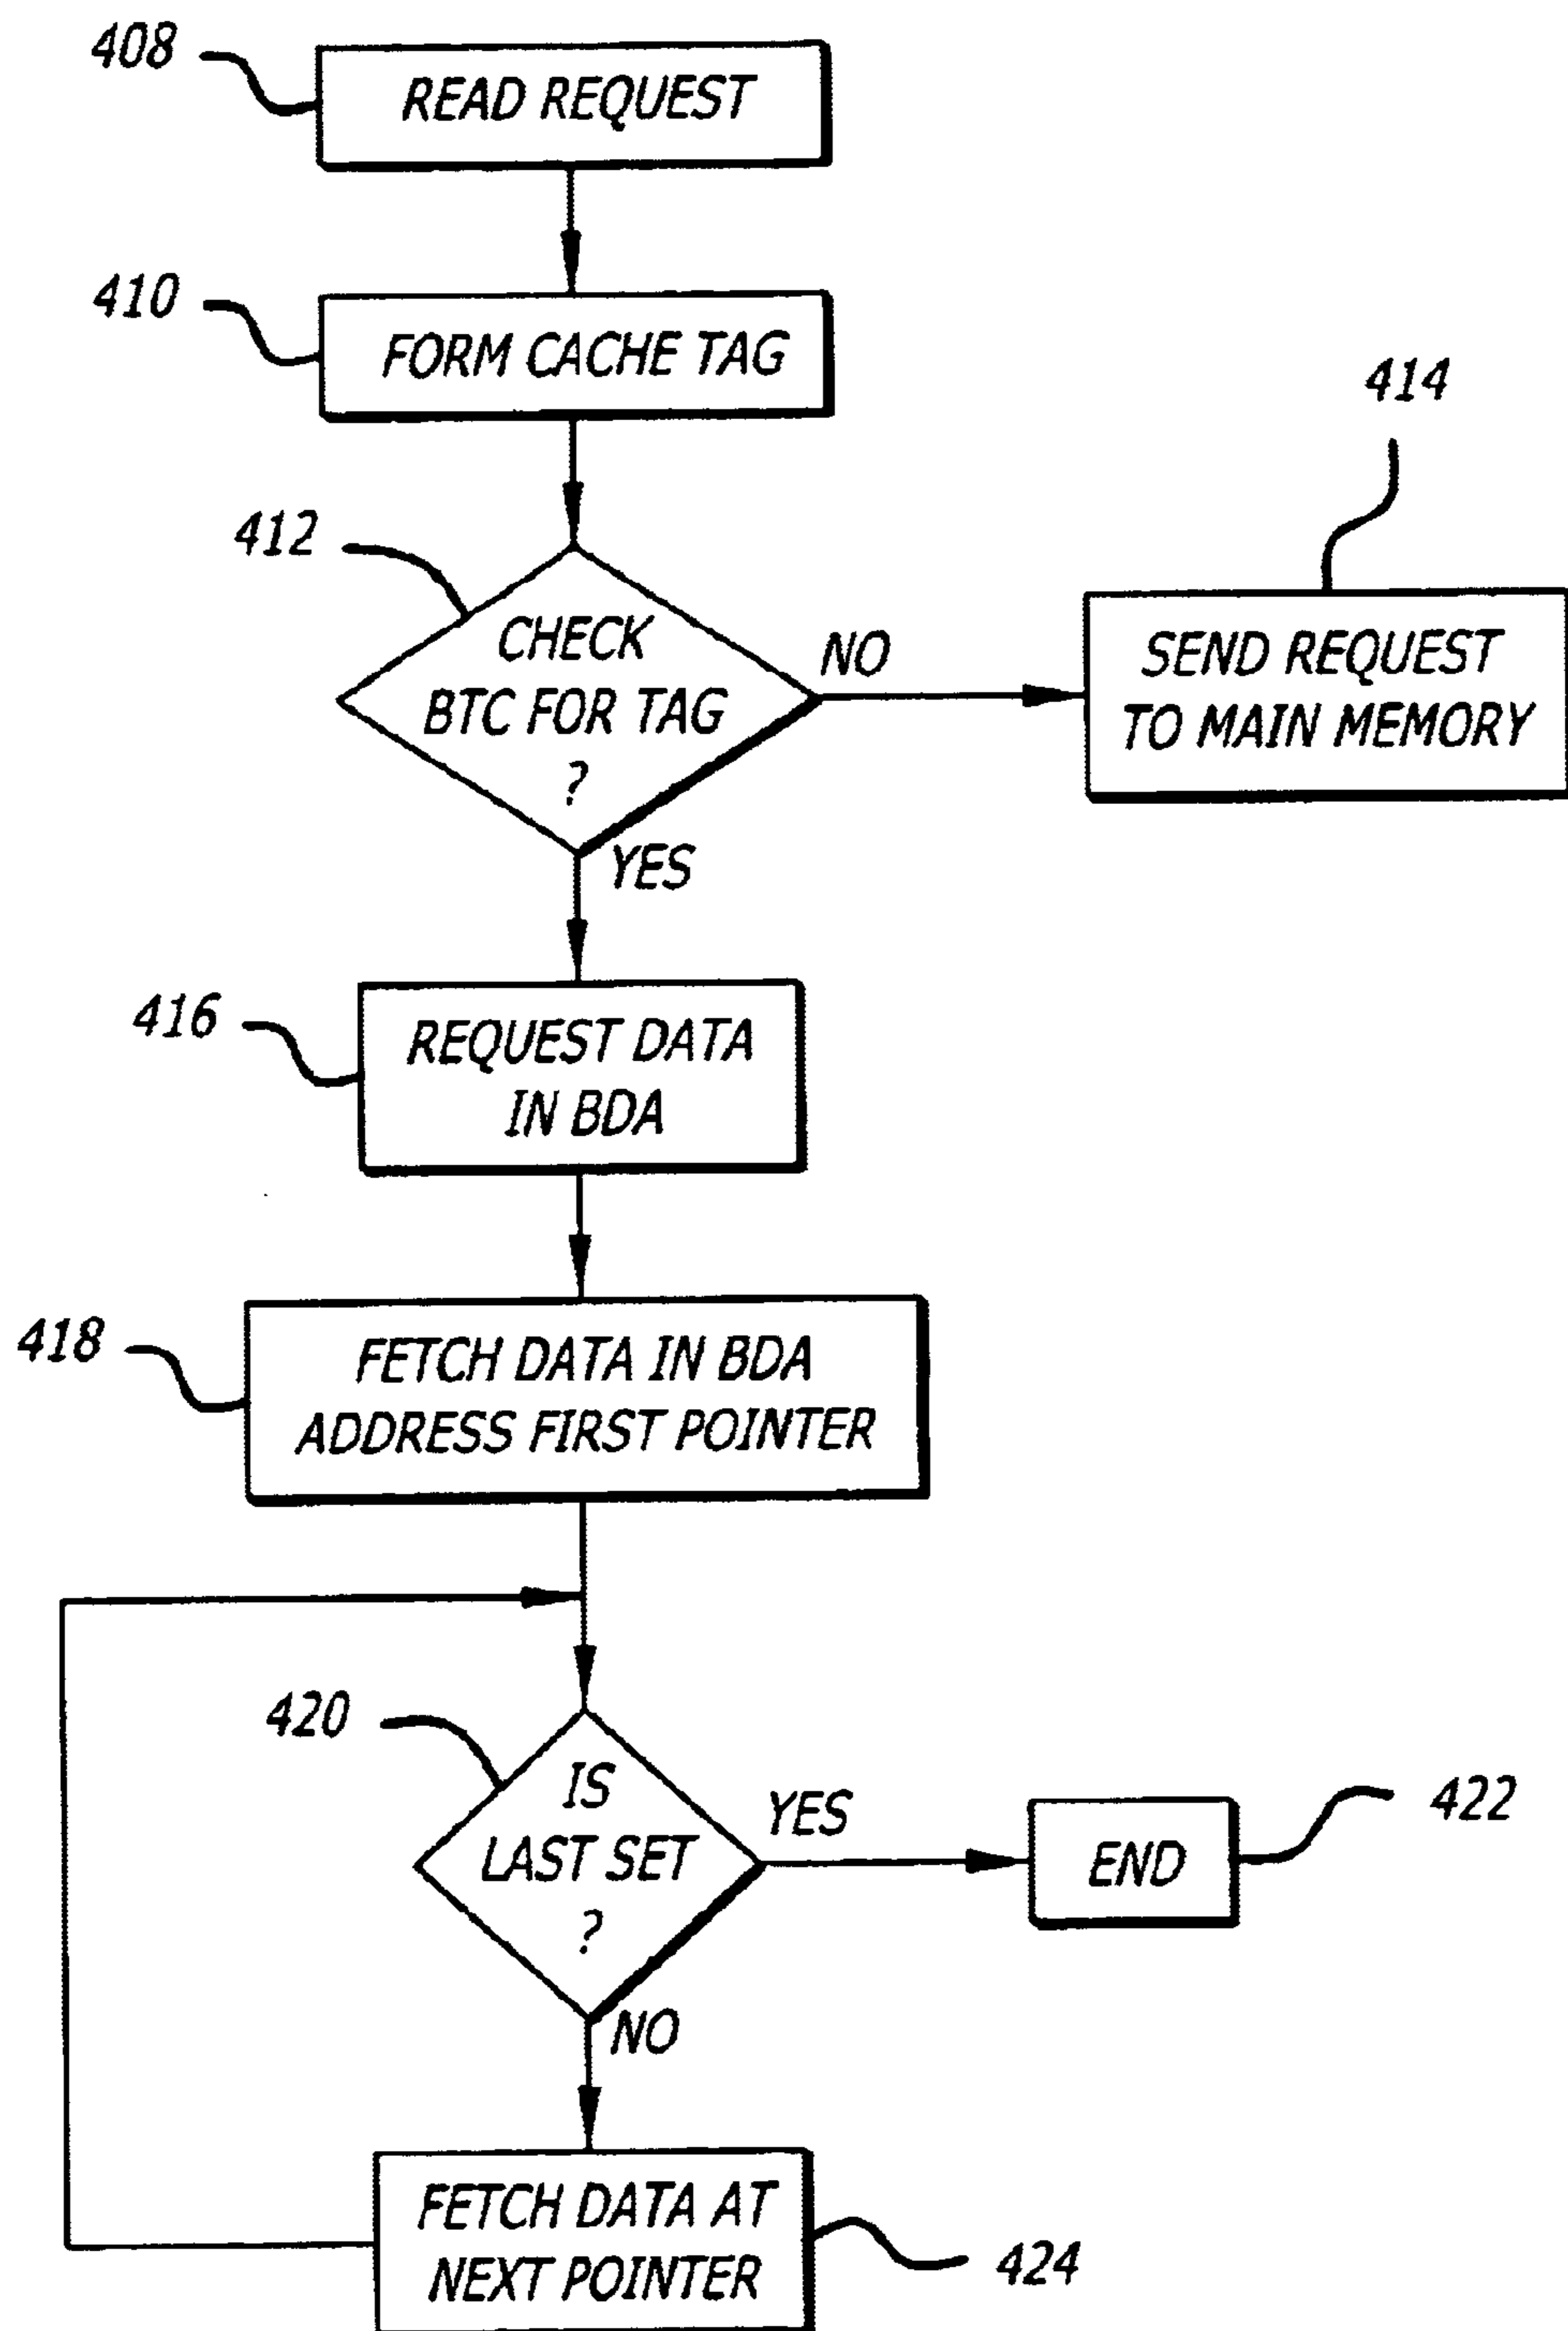 408
READ REQUEST
410
FORM CACHE TAG
414
412
CHECK
BTC FOR TAG
?
NO
SEND REQUEST
TO MAIN MEMORY
YES
416
REQUEST DATA
IN BDA
418
FETCH DATA IN BDA
ADDRESS FIRST POINTER
420
IS
LAST SET
?
YES
END
422
NO
FETCH DATA AT
NEXT POINTER
424